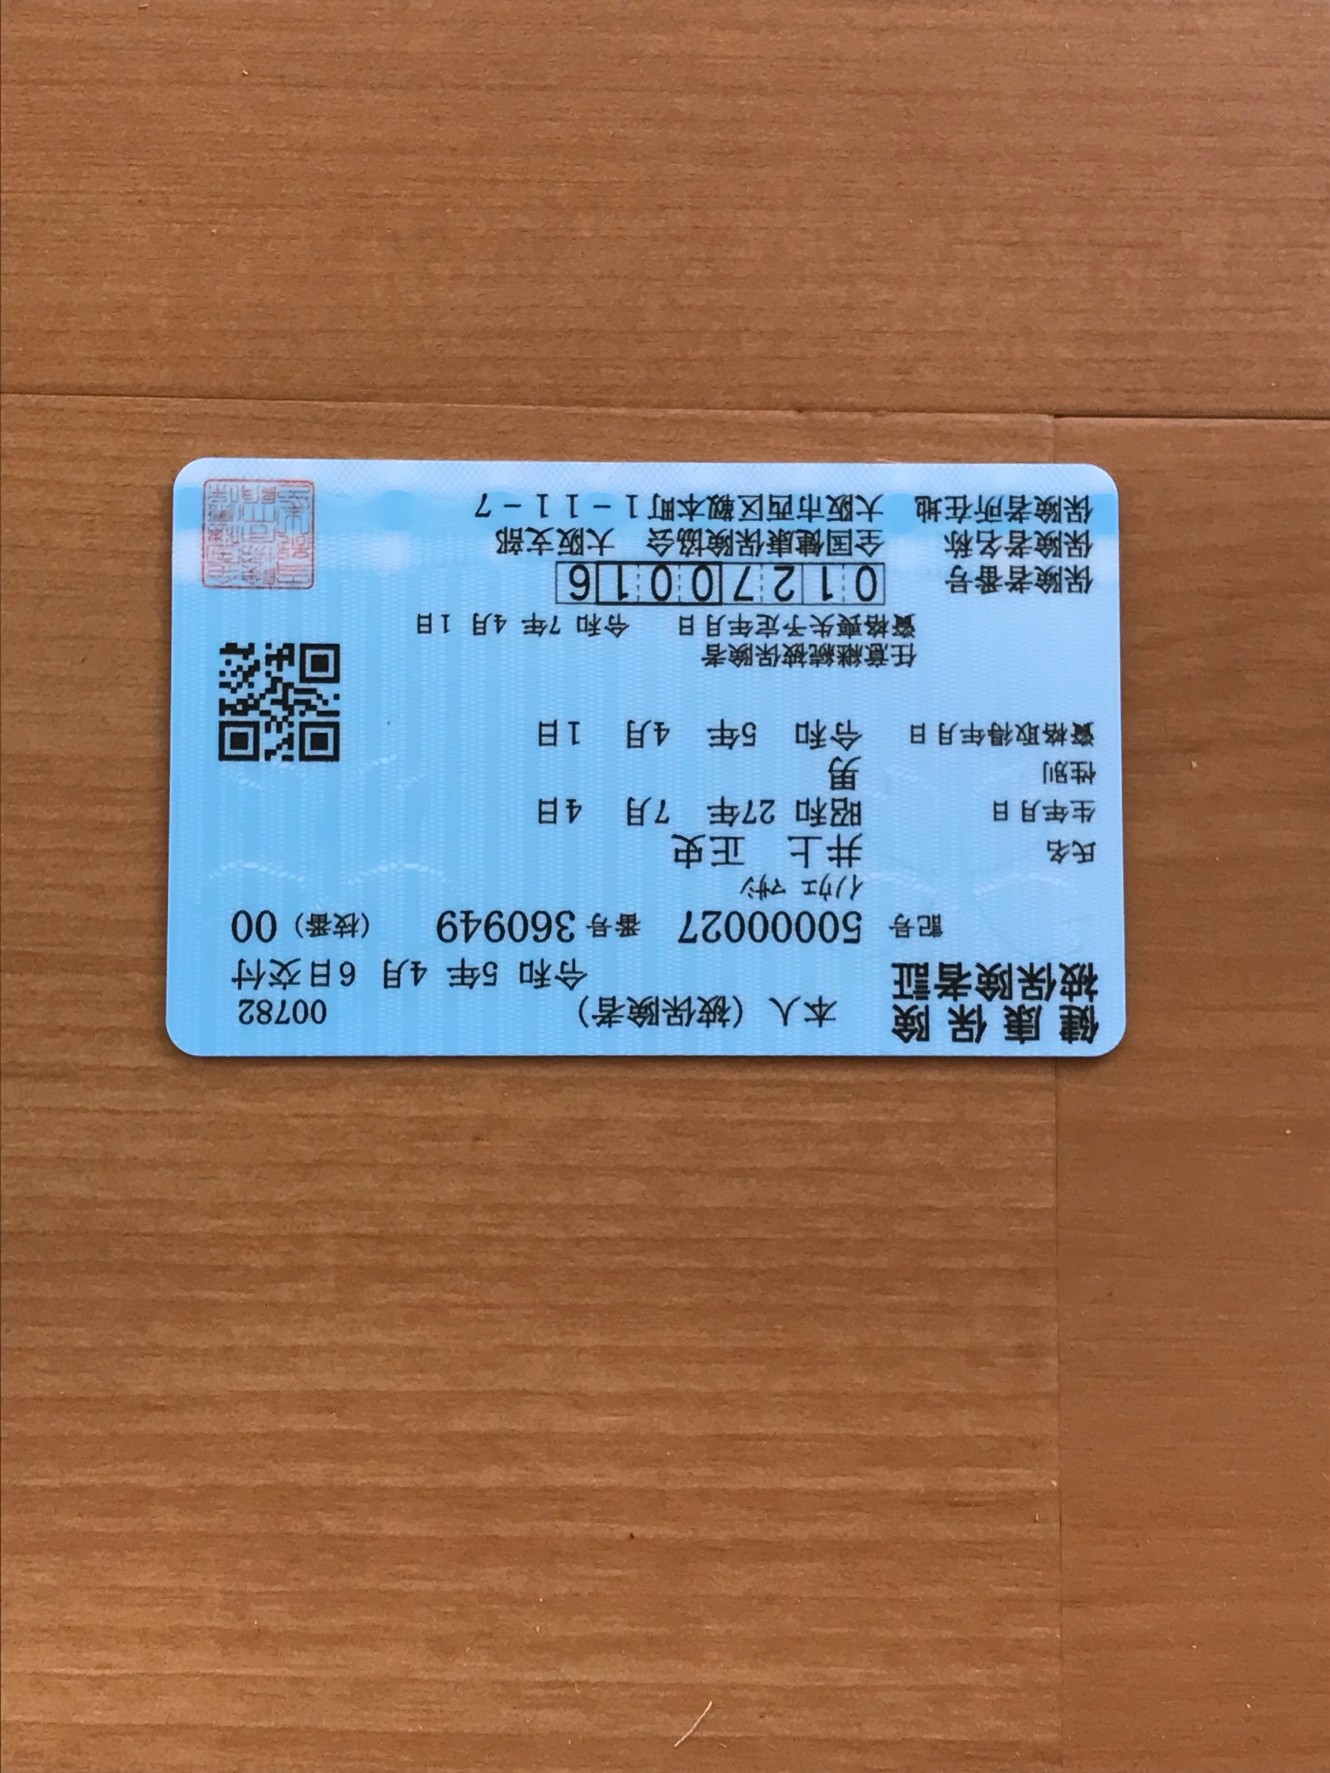 健康保険 本人（被保険者） 00782
被保険者証 令和 5年 4月 6日交付
記号 50000027 番号 360949 （枝番）00
ｲﾉｳｴ ﾏｻｼ
氏名 井上 正史
生年月日 昭和 27年 7月 4日
性別 男
資格取得年月日 令和 5年 4月 1日
任意継続被保険者
資格喪失予定年月日 令和 7年 4月 1日
保険者番号 01270016
保険者名称 全国健康保険協会 大阪支部
保険者所在地 大阪市西区靱本町1-11-7